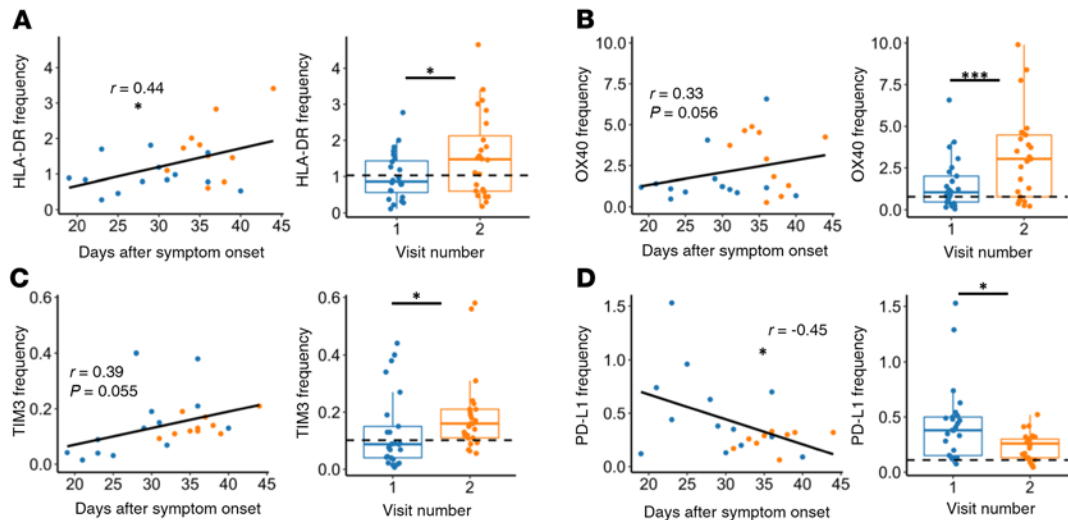 A
HLA-DR frequency
4
3
2
1
0
r = 0.44
*
20
25
30
35
40
45
Days after symptom onset
HLA-DR frequency
4
3
2
1
0
*
1
2
Visit number
B
OX40 frequency
10.0
7.5
5.0
2.5
0.0
r = 0.33
P = 0.056
20
25
30
35
40
45
Days after symptom onset
OX40 frequency
10.0
7.5
5.0
2.5
0.0
***
1
2
Visit number
C
TIM3 frequency
0.6
0.4
0.2
0.0
r = 0.39
P = 0.055
20
25
30
35
40
45
Days after symptom onset
TIM3 frequency
0.6
0.4
0.2
0.0
*
1
2
Visit number
D
PD-L1 frequency
1.5
1.0
0.5
0.0
r = -0.45
*
20
25
30
35
40
45
Days after symptom onset
PD-L1 frequency
1.5
1.0
0.5
0.0
*
1
2
Visit number